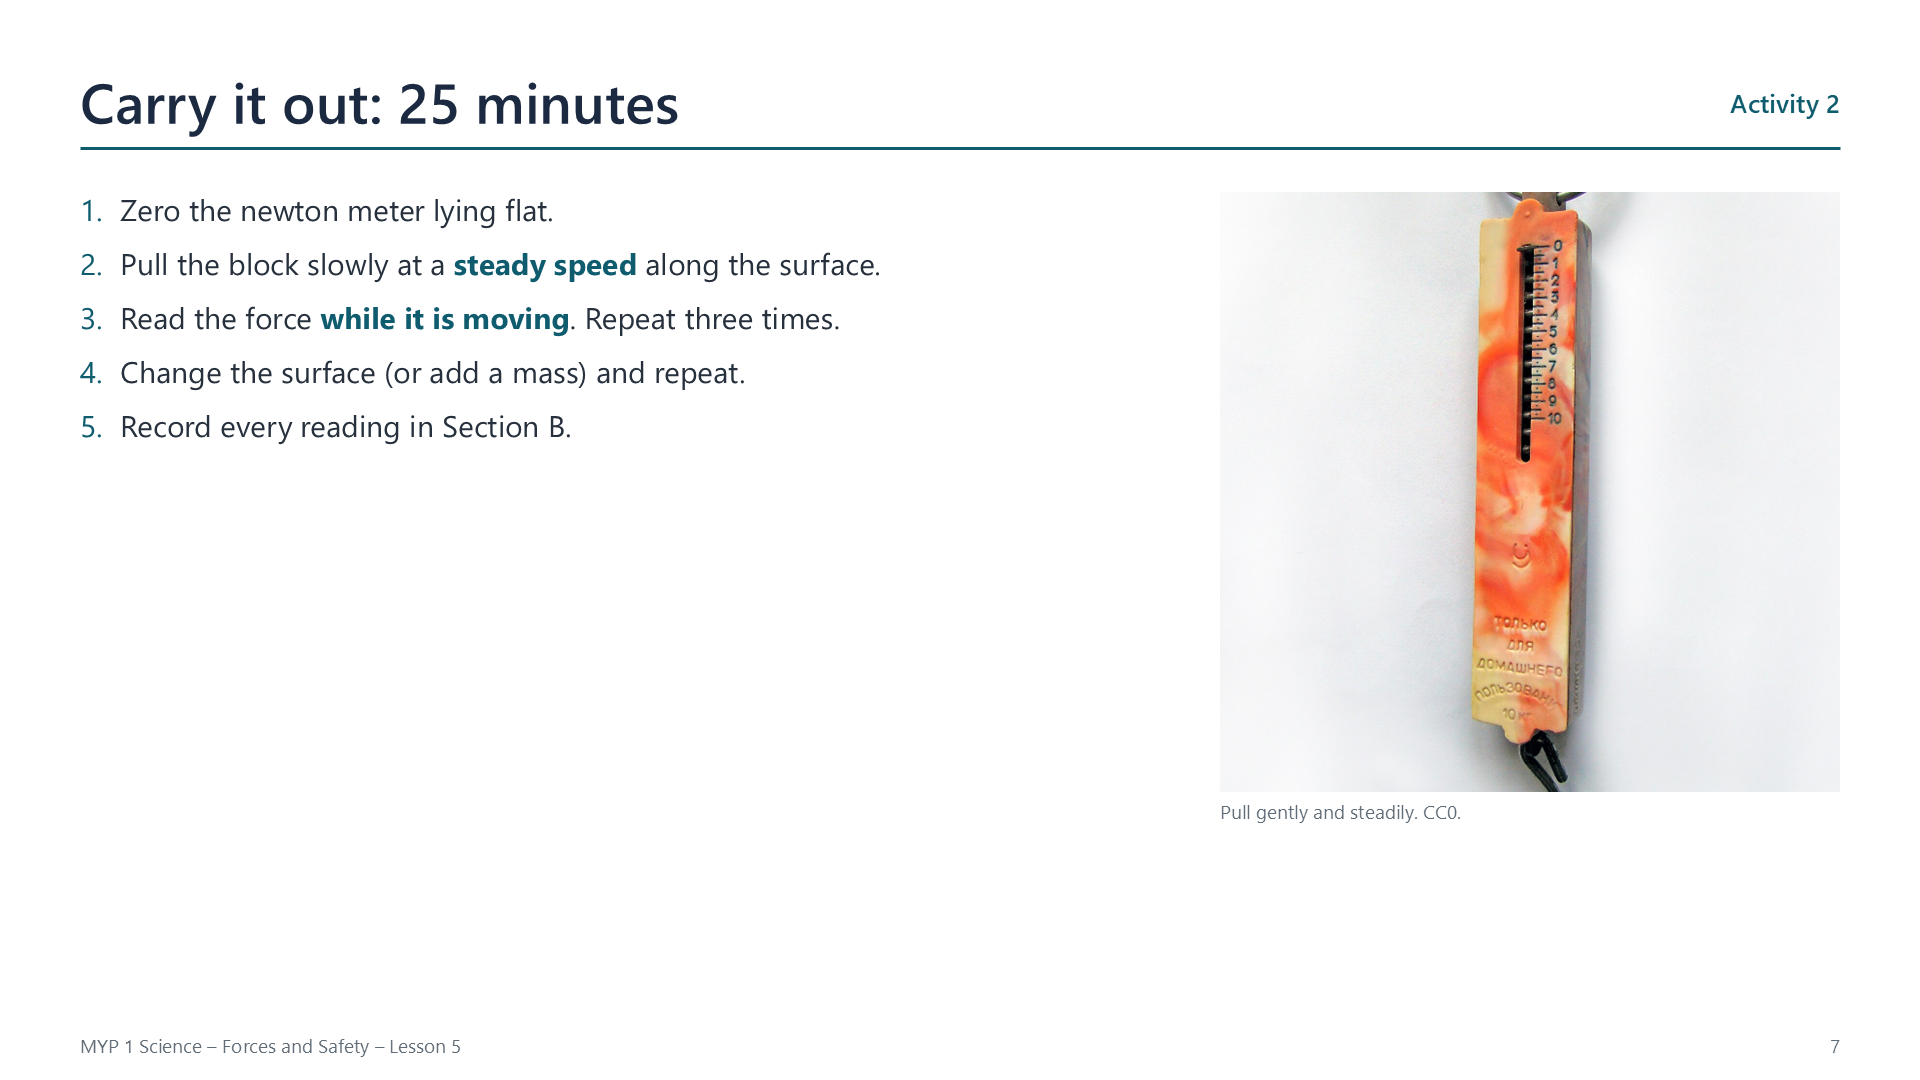 Carry it out: 25 minutes
Activity 2
1. Zero the newton meter lying flat.
2. Pull the block slowly at a steady speed along the surface.
3. Read the force while it is moving. Repeat three times.
4. Change the surface (or add a mass) and repeat.
5. Record every reading in Section B.
0
1
2
3
4
5
6
7
8
9
10
ТОЛЬКО
ДЛЯ
ДОМАШНЕГО
10 КГ
Pull gently and steadily. CC0.
MYP 1 Science – Forces and Safety – Lesson 5
7